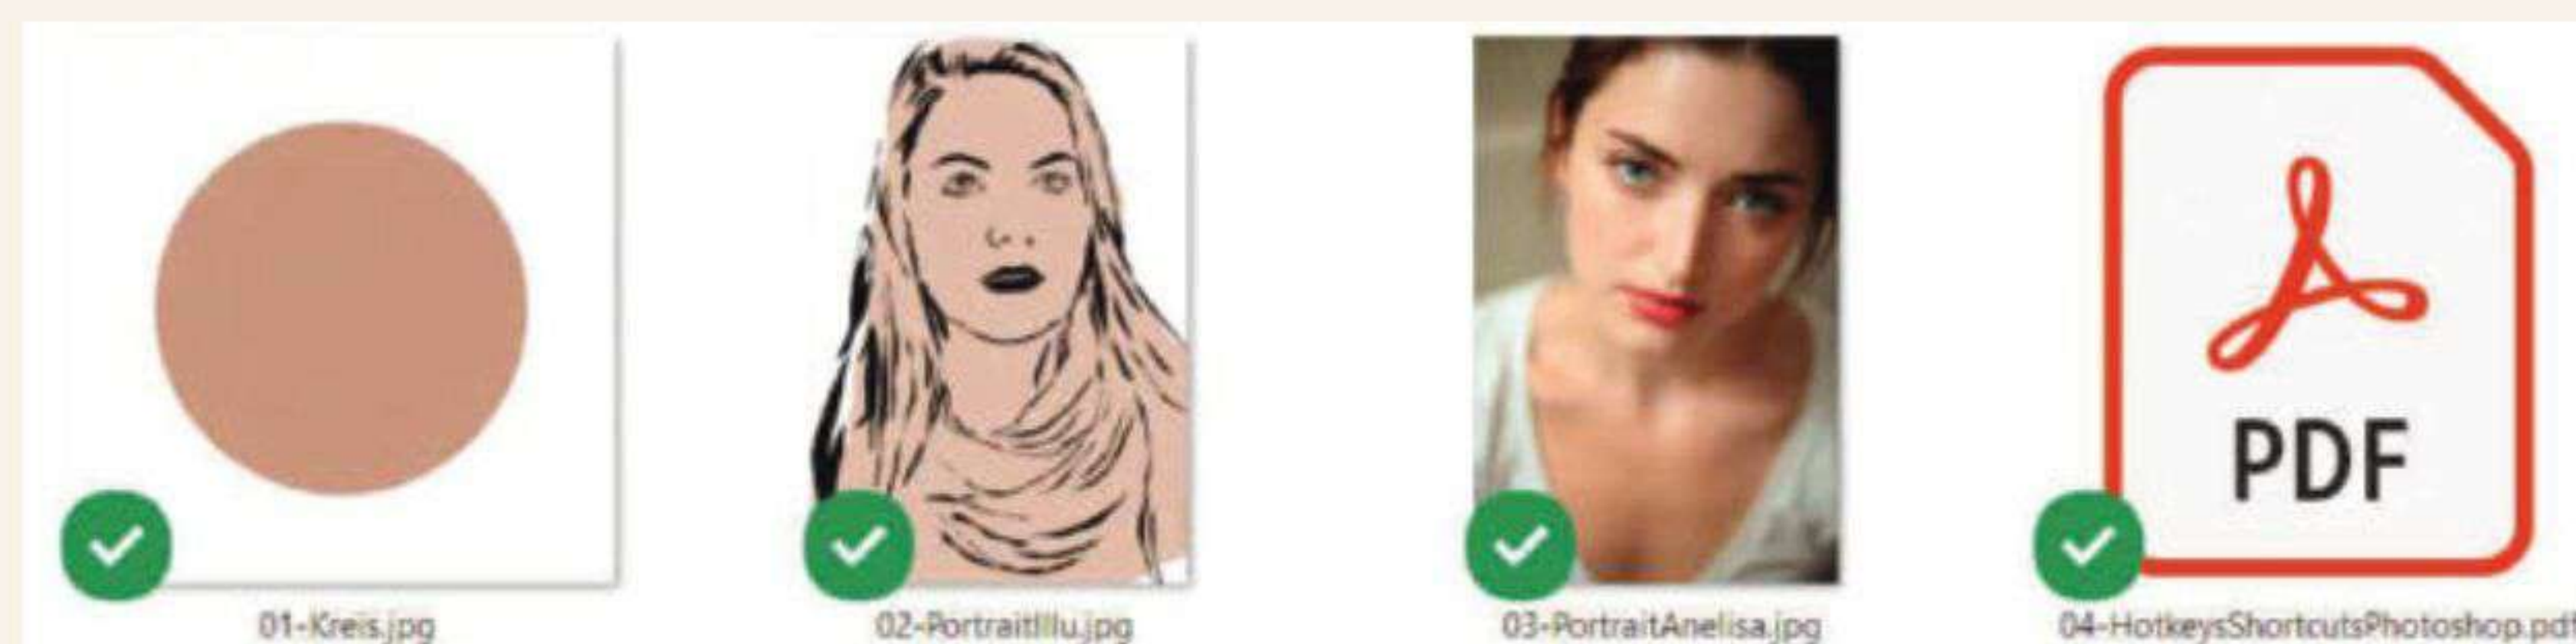 PDF
01-Kreis.jpg
02-PortraitIllu.jpg
03-PortraitAnelisa.jpg
04-HotkeysShortcutsPhotoshop.pdf